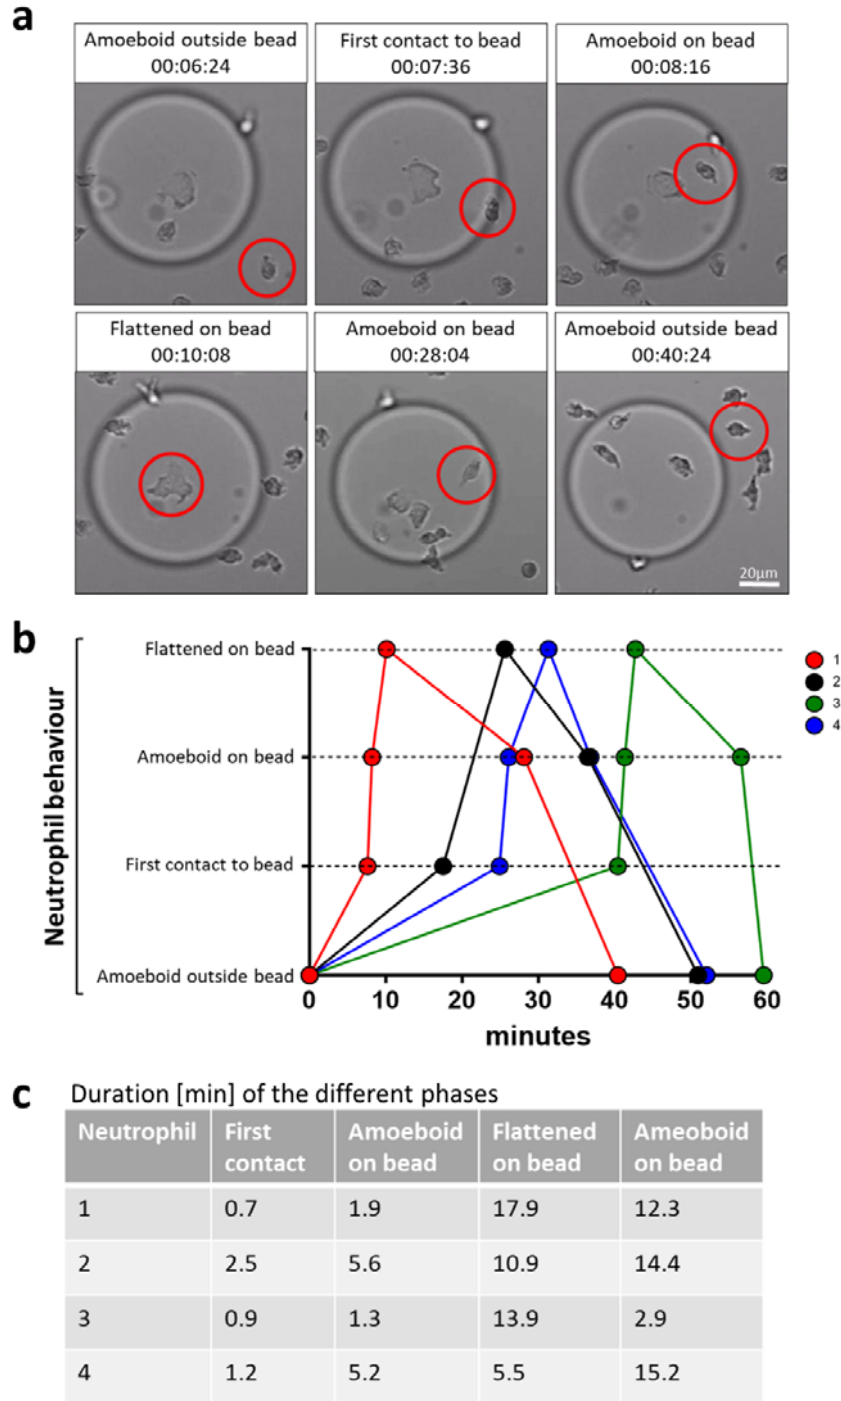 a
Amoeboid outside bead
00:06:24
First contact to bead
00:07:36
Amoeboid on bead
00:08:16
Flattened on bead
00:10:08
Amoeboid on bead
00:28:04
Amoeboid outside bead
00:40:24
20µm
b
Neutrophil behaviour
Flattened on bead
Amoeboid on bead
First contact to bead
Amoeboid outside bead
0 10 20 30 40 50 60
minutes
1
2
3
4
c
Duration [min] of the different phases
Neutrophil First contact Amoeboid on bead Flattened on bead Ameoboid on bead
1 0.7 1.9 17.9 12.3
2 2.5 5.6 10.9 14.4
3 0.9 1.3 13.9 2.9
4 1.2 5.2 5.5 15.2